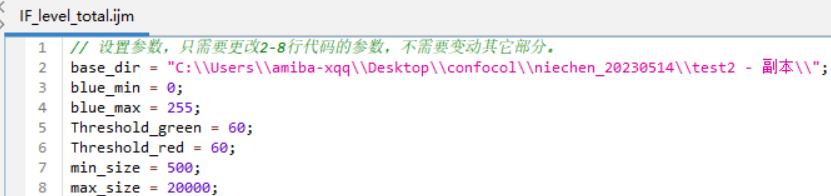 IF_level_total.ijm
1 // 设置参数，只需要更改2-8行代码的参数，不需要变动其它部分。
2 base_dir = "C:\\Users\\amiba-xqq\\Desktop\\confocol\\niechen_20230514\\test2 - 副本\\";
3 blue_min = 0;
4 blue_max = 255;
5 Threshold_green = 60;
6 Threshold_red = 60;
7 min_size = 500;
8 max_size = 20000;